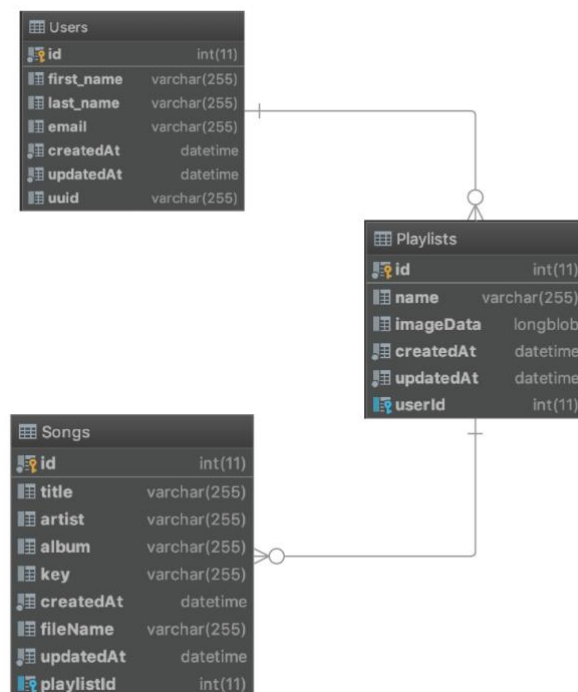 Users
id int(11)
first_name varchar(255)
last_name varchar(255)
email varchar(255)
createdAt datetime
updatedAt datetime
uuid varchar(255)
Playlists
id int(11)
name varchar(255)
imageData longblob
createdAt datetime
updatedAt datetime
userId int(11)
Songs
id int(11)
title varchar(255)
artist varchar(255)
album varchar(255)
key varchar(255)
createdAt datetime
fileName varchar(255)
updatedAt datetime
playlistId int(11)